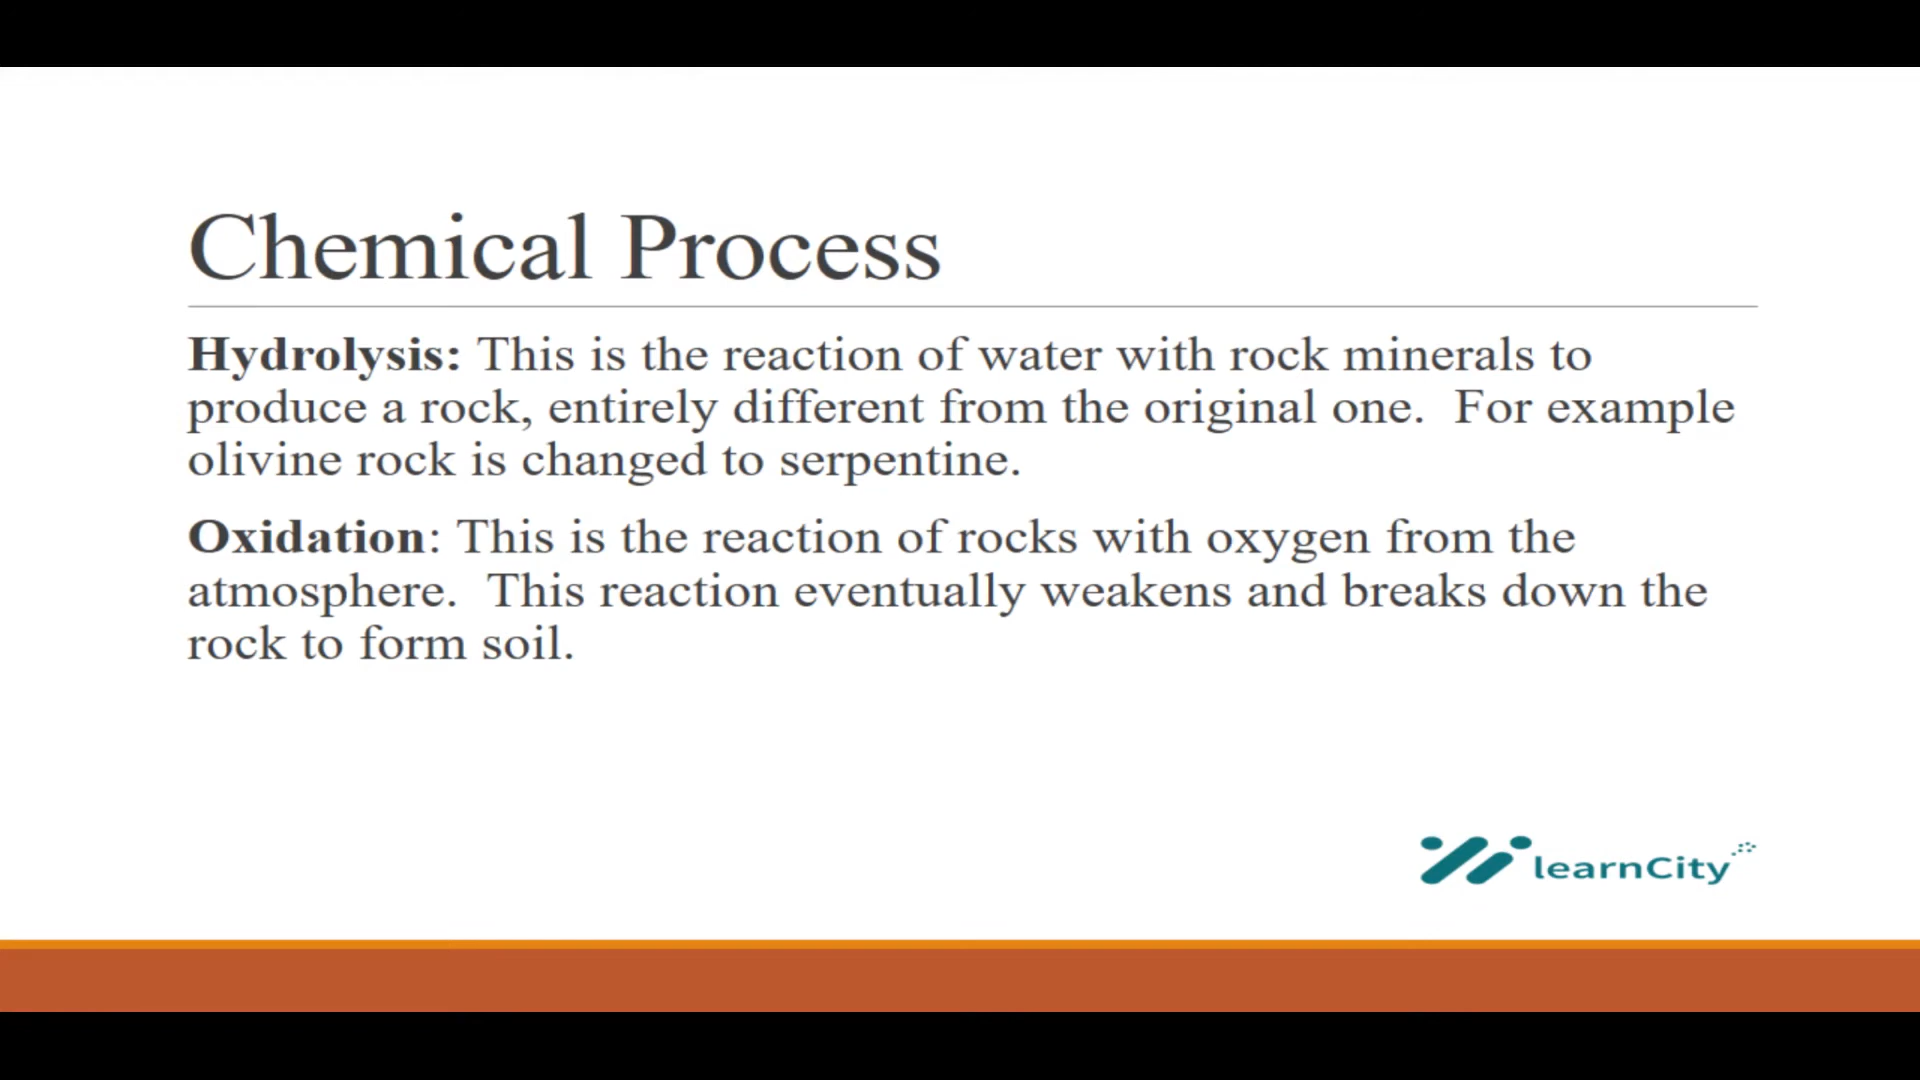 Chemical Process
Hydrolysis: This is the reaction of water with rock minerals to
produce a rock, entirely different from the original one.  For example
olivine rock is changed to serpentine.
Oxidation: This is the reaction of rocks with oxygen from the
atmosphere.  This reaction eventually weakens and breaks down the
rock to form soil.
learnCity